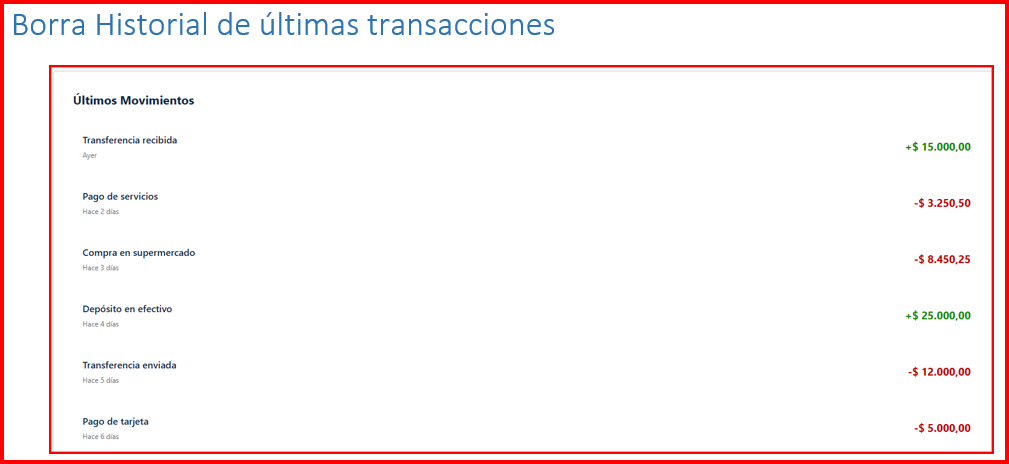 Borra Historial de últimas transacciones
Últimos Movimientos
Transferencia recibida
+$ 15.000,00
Ayer
Pago de servicios
-$ 3.250,50
Hace 2 días
Compra en supermercado
-$ 8.450,25
Hace 3 días
Depósito en efectivo
+$ 25.000,00
Hace 4 días
Transferencia enviada
-$ 12.000,00
Hace 5 días
Pago de tarjeta
-$ 5.000,00
Hace 6 días